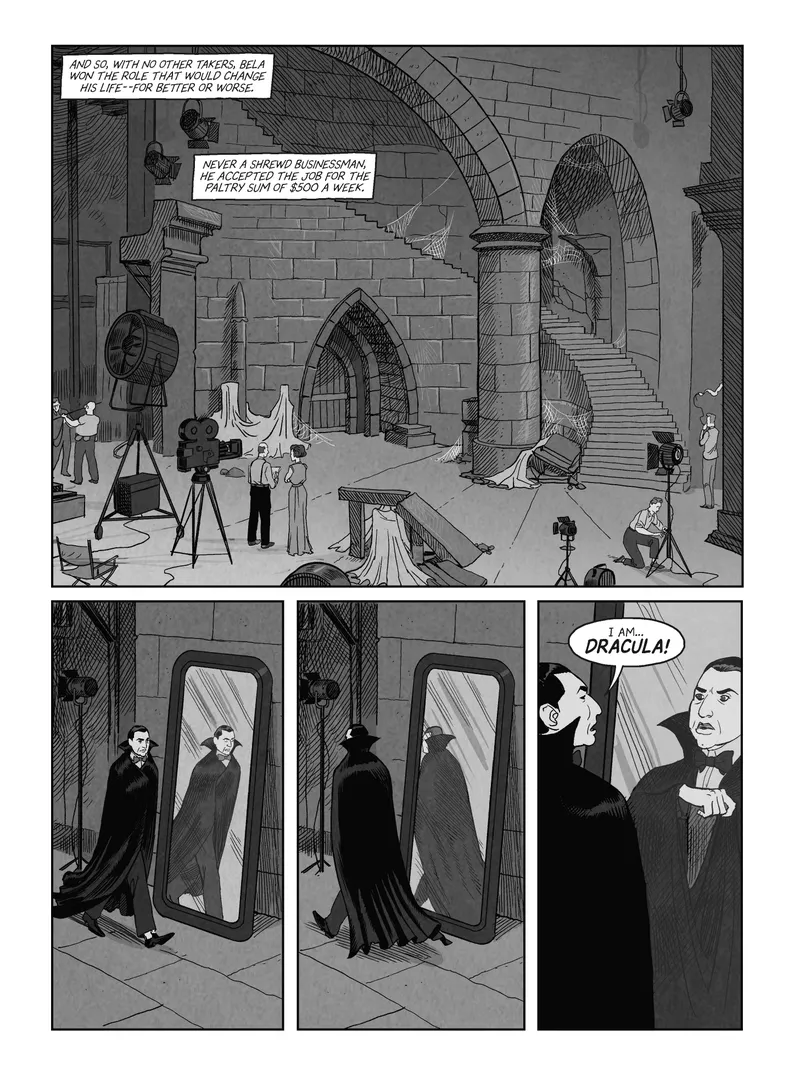 AND SO, WITH NO OTHER TAKERS, BELA
WON THE ROLE THAT WOULD CHANGE
HIS LIFE--FOR BETTER OR WORSE.
NEVER A SHREWD BUSINESSMAN,
HE ACCEPTED THE JOB FOR THE
PALTRY SUM OF $500 A WEEK.
I AM...
DRACULA!